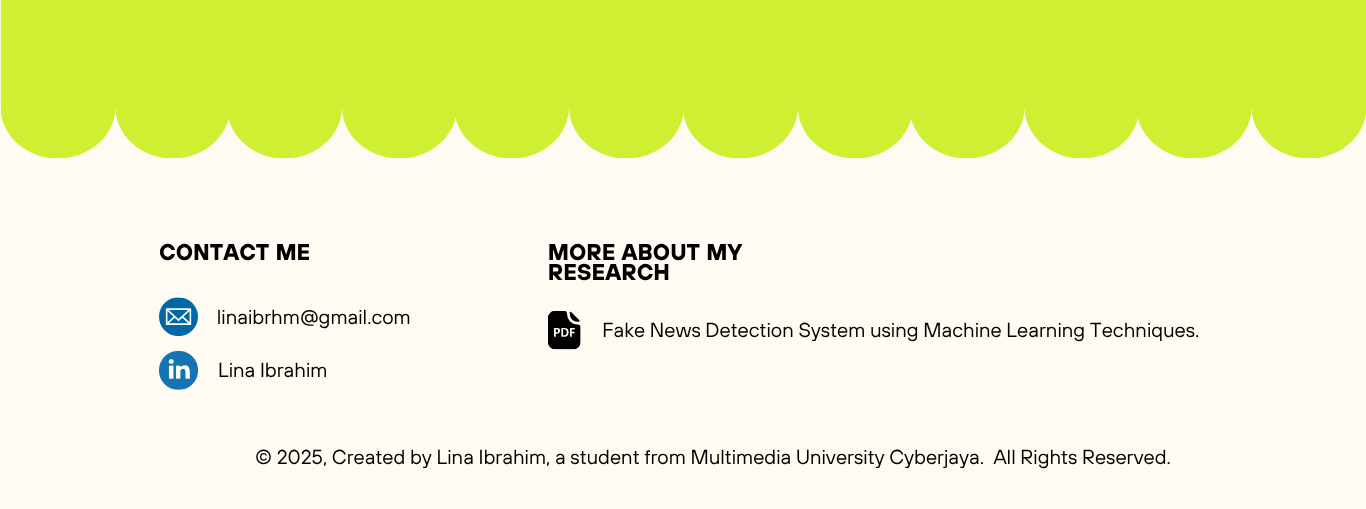 CONTACT ME
linaibrhm@gmail.com
in Lina Ibrahim
MORE ABOUT MY
RESEARCH
PDF Fake News Detection System using Machine Learning Techniques.
© 2025, Created by Lina Ibrahim, a student from Multimedia University Cyberjaya.  All Rights Reserved.